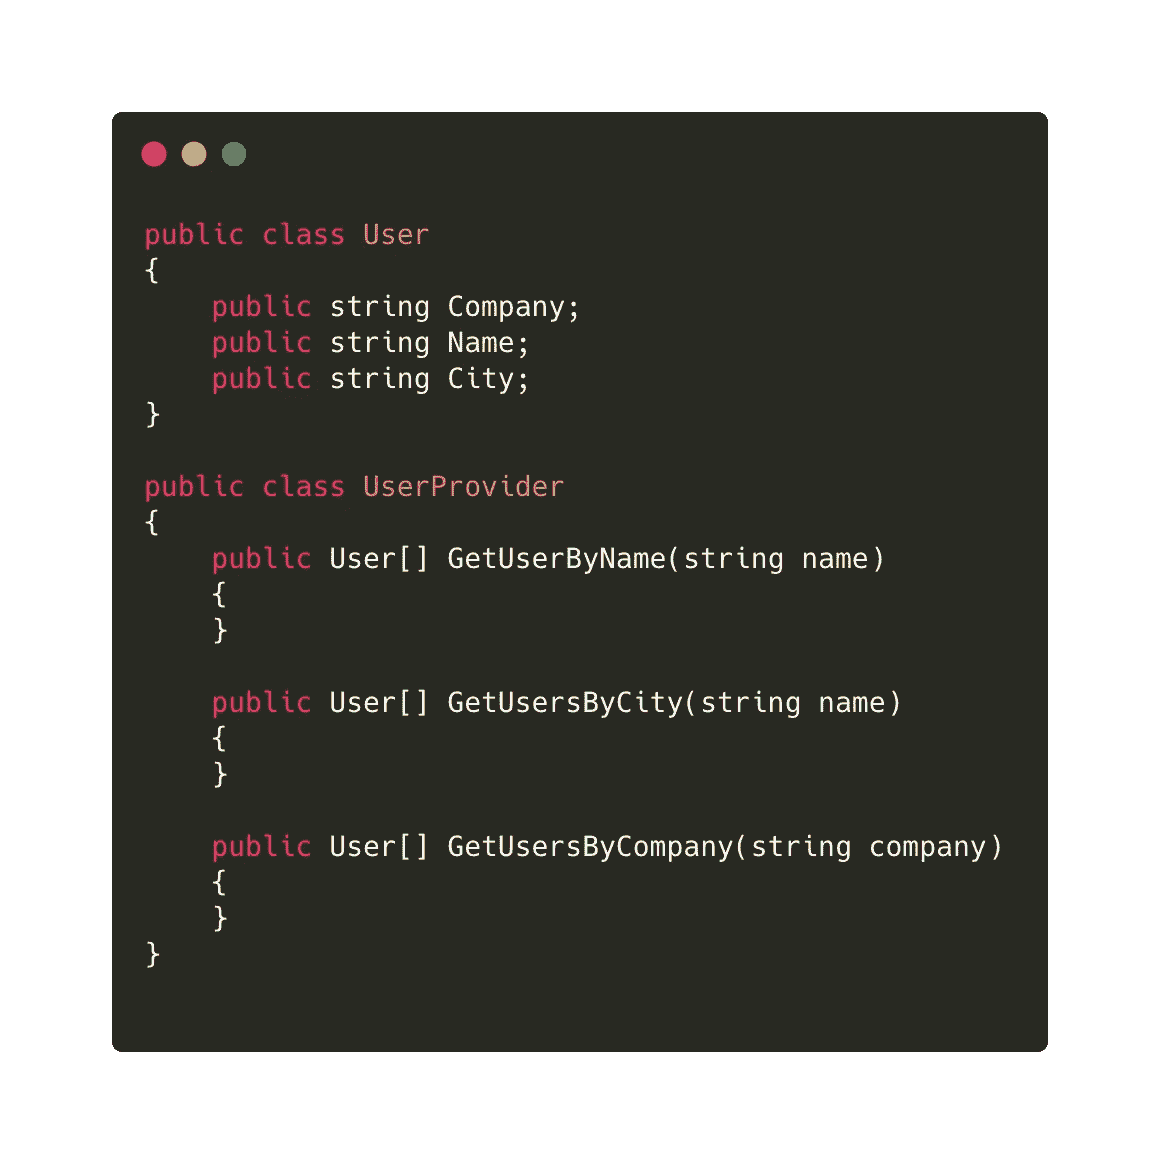 public class User
{
    public string Company;
    public string Name;
    public string City;
}

public class UserProvider
{
    public User[] GetUserByName(string name)
    {
    }

    public User[] GetUsersByCity(string name)
    {
    }

    public User[] GetUsersByCompany(string company)
    {
    }
}